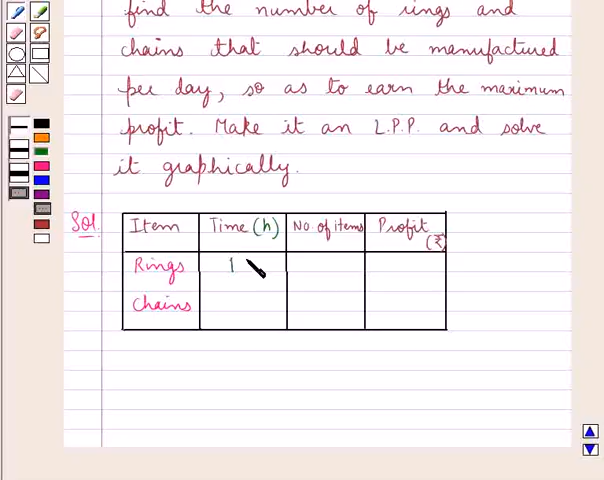 find the number of rings and
chains that should be manufactured
per day, so as to earn the maximum
profit. Make it an L.P.P. and solve
it graphically.
Sol.
Item Time (h) No. of items Profit (₹)
Rings 1
Chains